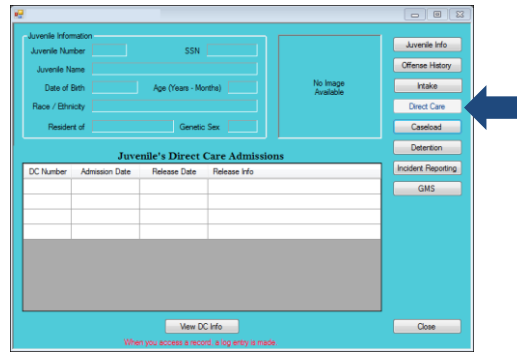 Juvenile Information
Juvenile Number SSN
Juvenile Name
Date of Birth Age (Years - Months)
Race / Ethnicity
Resident of Genetic Sex
No Image
Available
Juvenile Info
Offense History
Intake
Direct Care
Caseload
Detention
Incident Reporting
GMS
Juvenile's Direct Care Admissions
DC Number Admission Date Release Date Release Info
View DC Info Close
When you access a record, a log entry is made.